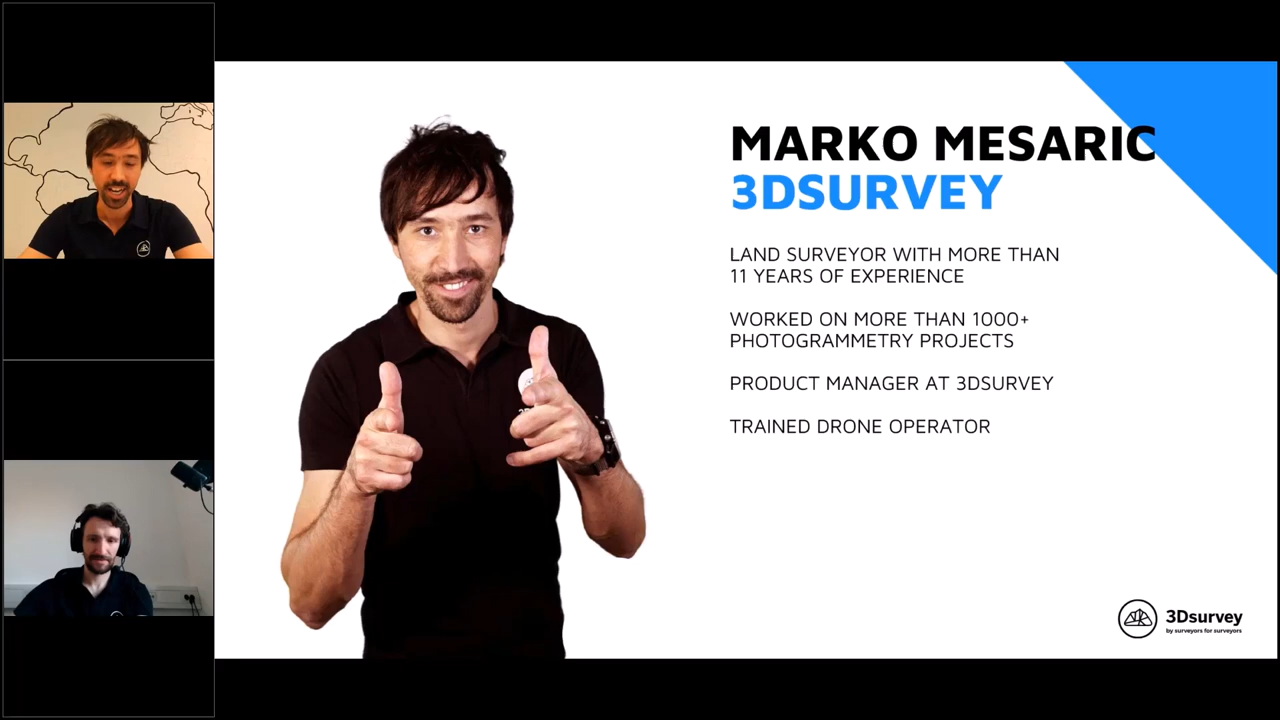 MARKO MESARIC
3DSURVEY
LAND SURVEYOR WITH MORE THAN
11 YEARS OF EXPERIENCE
WORKED ON MORE THAN 1000+
PHOTOGRAMMETRY PROJECTS
PRODUCT MANAGER AT 3DSURVEY
TRAINED DRONE OPERATOR
3Dsurvey
by surveyors for surveyors